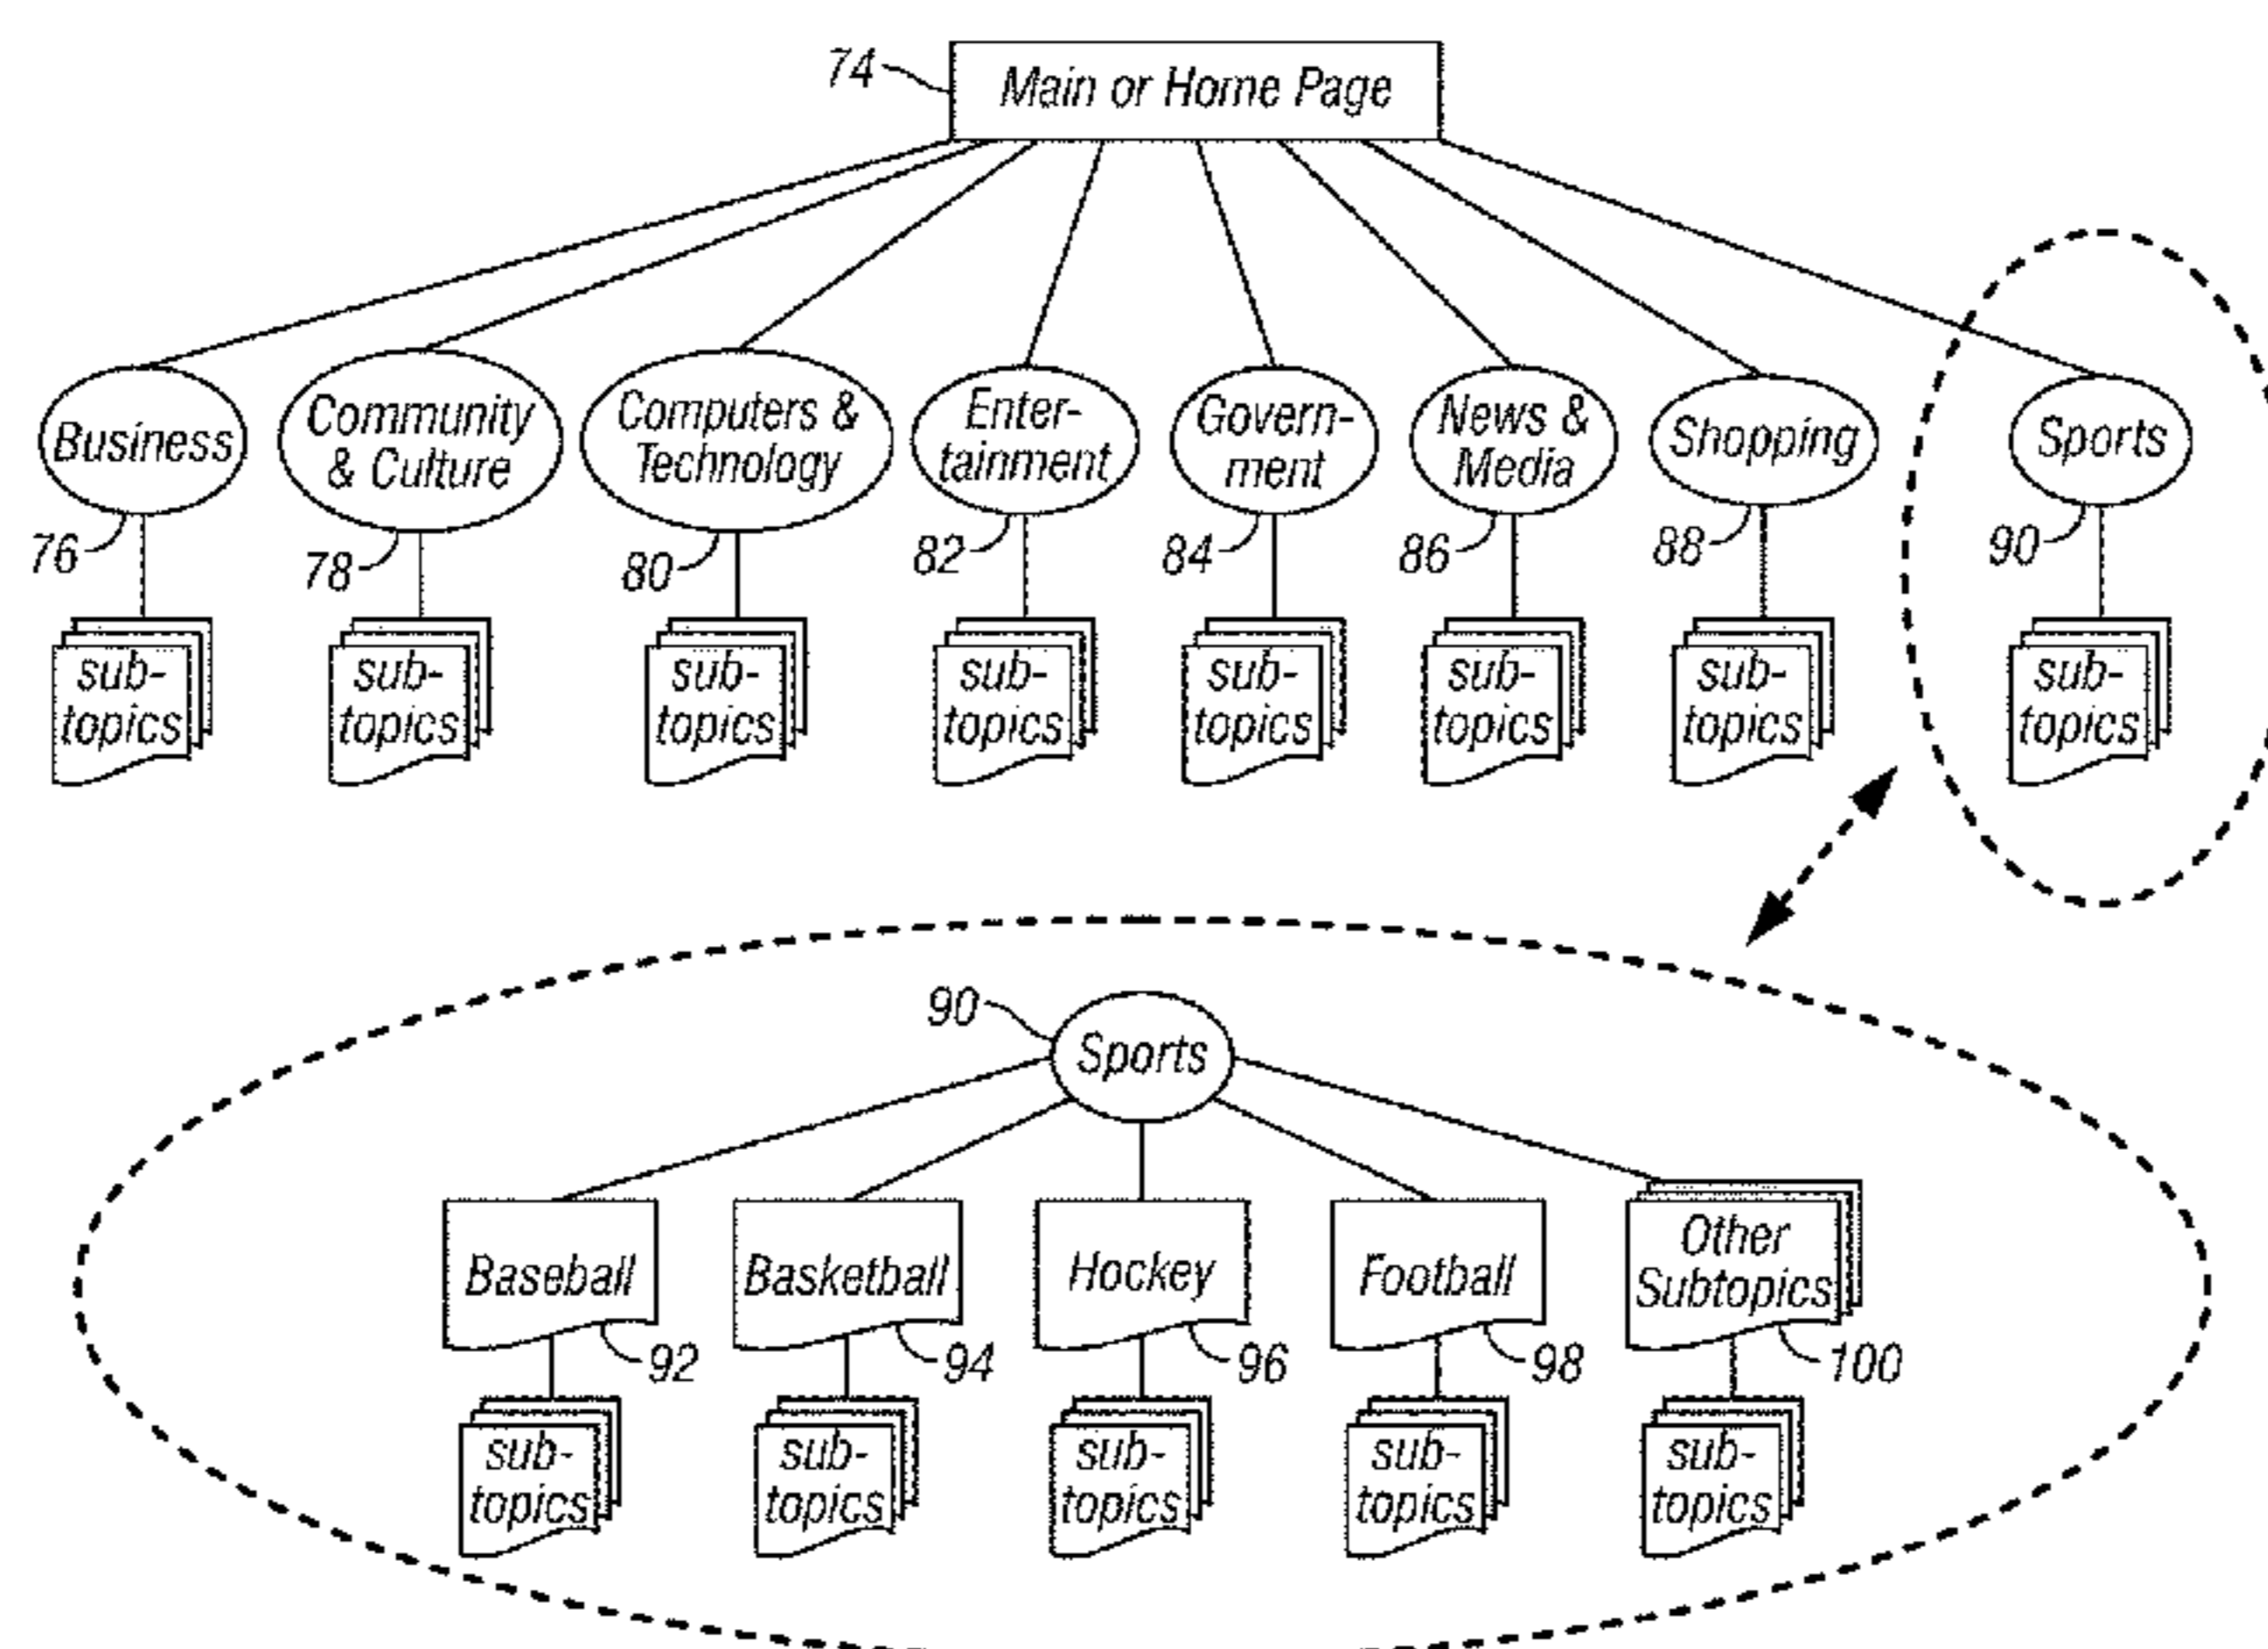 74
Main or Home Page
Business
Community
& Culture
Computers &
Technology
Enter-
tainment
Govern-
ment
News &
Media
Shopping
Sports
76
78
80
82
84
86
88
90
sub-
topics
sub-
topics
sub-
topics
sub-
topics
sub-
topics
sub-
topics
sub-
topics
sub-
topics
90
Sports
Baseball
Basketball
Hockey
Football
Other
Subtopics
92
94
96
98
100
sub-
topics
sub-
topics
sub-
topics
sub-
topics
sub-
topics